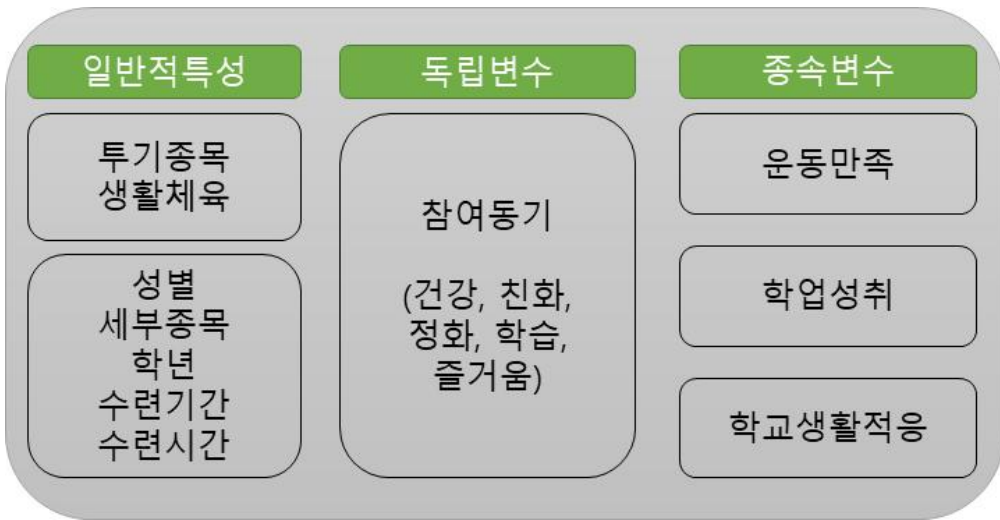 일반적특성
투기종목
생활체육
성별
세부종목
학년
수련기간
수련시간
독립변수
참여동기
(건강, 친화,
정화, 학습,
즐거움)
종속변수
운동만족
학업성취
학교생활적응